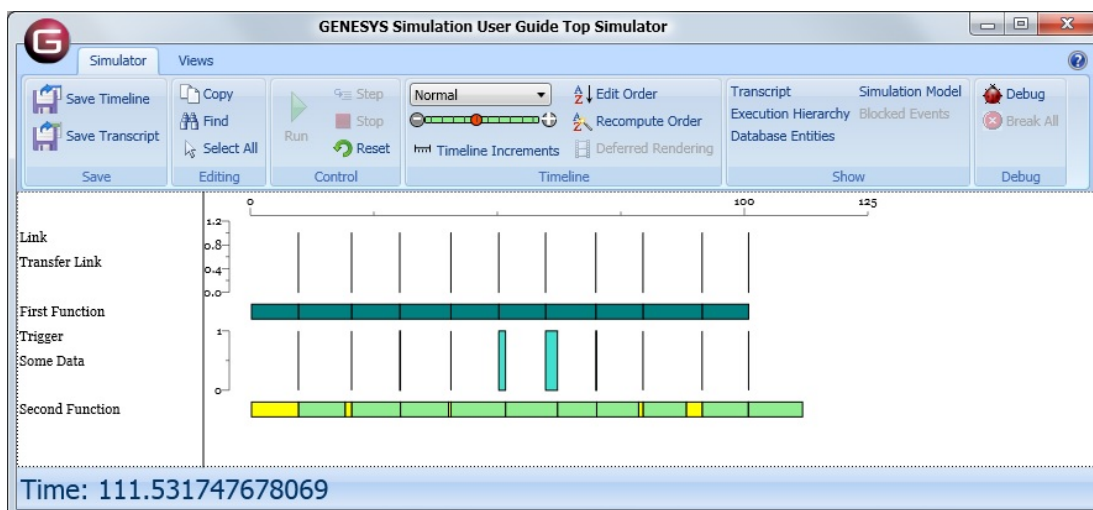 GENESYS Simulation User Guide Top Simulator
G
Simulator Views
Save Timeline
Save Transcript
Save
Copy
Find
Select All
Editing
Run
Step
Stop
Reset
Control
Normal
Timeline Increments
Edit Order
Recompute Order
Deferred Rendering
Timeline
Transcript Simulation Model
Execution Hierarchy Blocked Events
Database Entities
Show
Debug
Break All
Debug
0 100 125
Link
Transfer Link
1.2
0.8
0.4
0.0
First Function
Trigger
Some Data
1
0
Second Function
Time: 111.531747678069